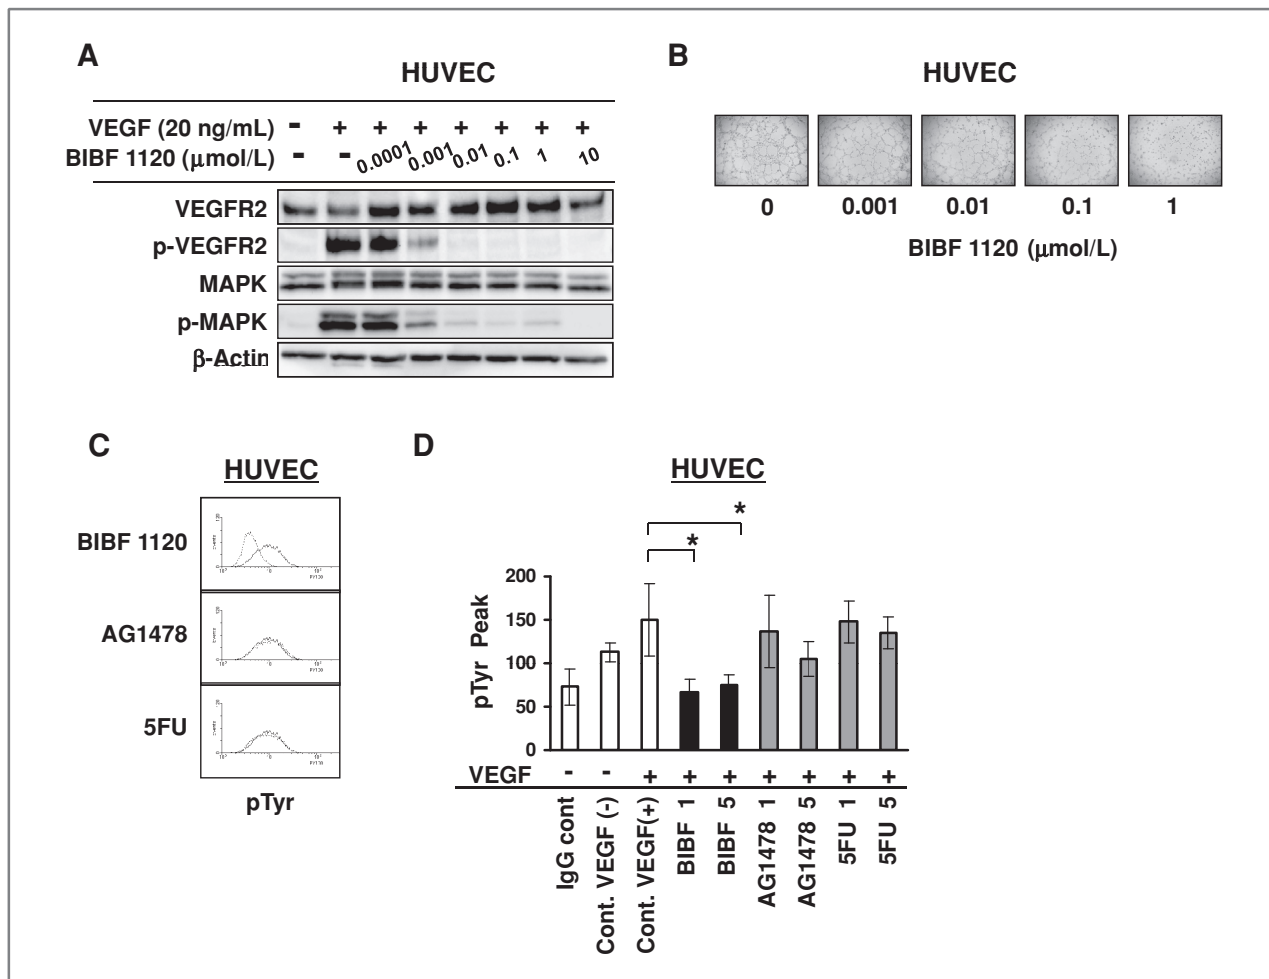 A
HUVEC
VEGF (20 ng/mL) - + + + + + + +
BIBF 1120 (μmol/L) - - 0.0001 0.001 0.01 0.1 1 10
VEGFR2
p-VEGFR2
MAPK
p-MAPK
β-Actin
B
HUVEC
0 0.001 0.01 0.1 1
BIBF 1120 (μmol/L)
C
HUVEC
BIBF 1120
AG1478
5FU
pTyr
D
HUVEC
*
*
pTyr Peak
200
150
100
50
0
VEGF - - + + + + + + +
IgG cont
Cont. VEGF (-)
Cont. VEGF(+)
BIBF 1
BIBF 5
AG1478 1
AG1478 5
5FU 1
5FU 5